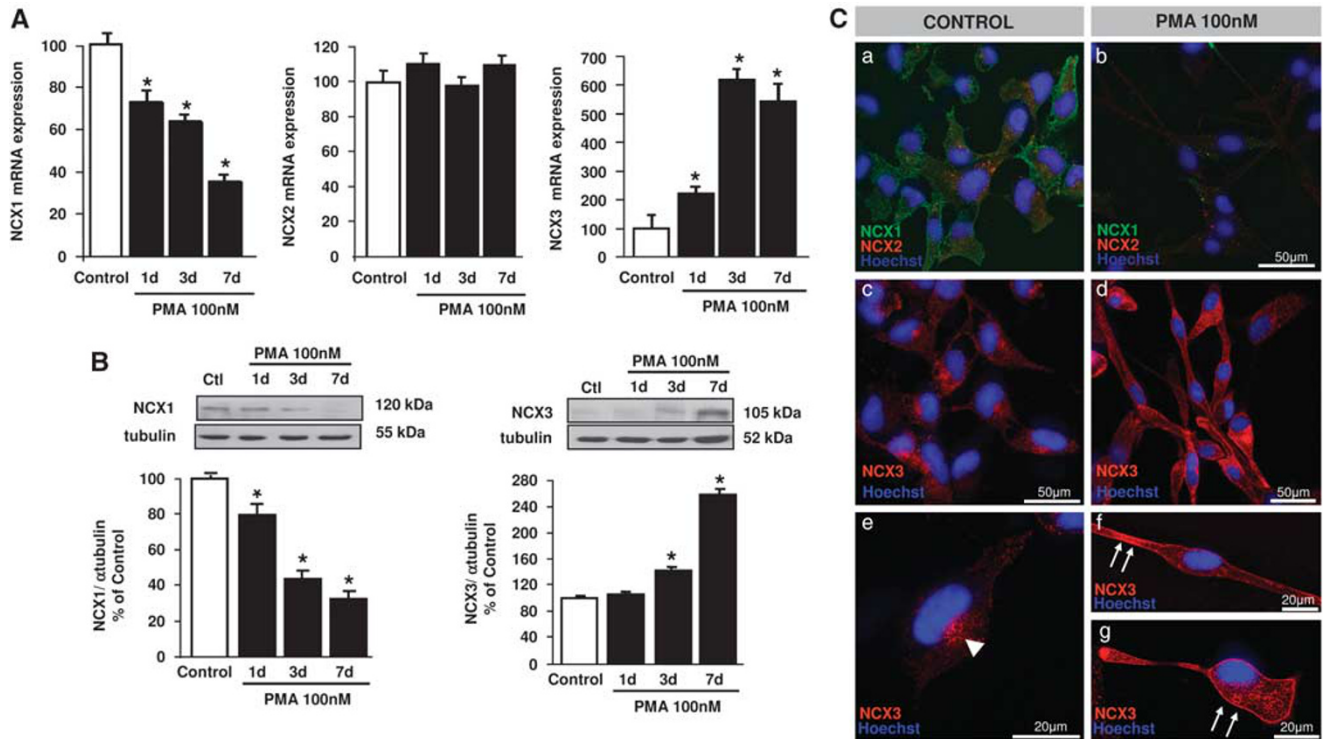 A
NCX1 mRNA expression
100
80
60
40
20
0
*
*
*
Control
1d
3d
7d
PMA 100nM
NCX2 mRNA expression
120
100
80
60
40
20
0
Control
1d
3d
7d
PMA 100nM
NCX3 mRNA expression
700
600
500
400
300
200
100
0
*
*
*
Control
1d
3d
7d
PMA 100nM
B
PMA 100nM
Ctl 1d 3d 7d
NCX1 120 kDa
tubulin 55 kDa
NCX1/ αtubulin
% of Control
100
80
60
40
20
0
*
*
*
Control
1d
3d
7d
PMA 100nM
PMA 100nM
Ctl 1d 3d 7d
NCX3 105 kDa
tubulin 52 kDa
NCX3/ αtubulin
% of Control
280
240
200
160
120
80
40
0
*
*
Control
1d
3d
7d
PMA 100nM
C
CONTROL
PMA 100nM
a
NCX1
NCX2
Hoechst
b
NCX1
NCX2
Hoechst
50µm
c
NCX3
Hoechst
50µm
d
NCX3
Hoechst
50µm
e
NCX3
Hoechst
20µm
f
NCX3
Hoechst
20µm
g
NCX3
Hoechst
20µm